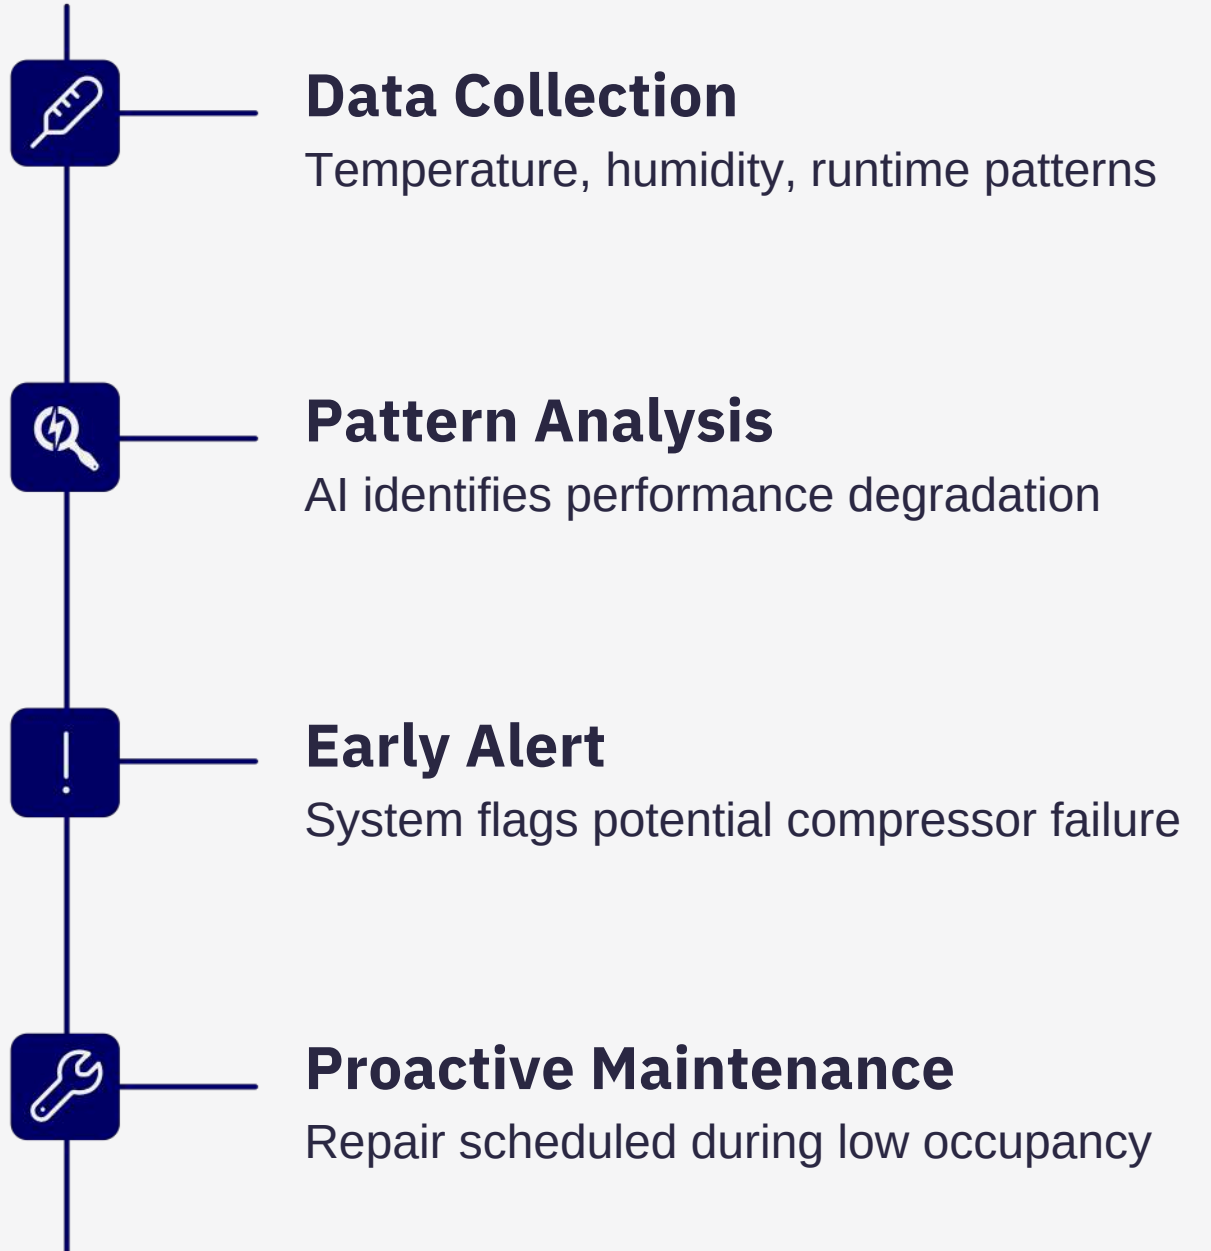 Data Collection
Temperature, humidity, runtime patterns
Pattern Analysis
AI identifies performance degradation
Early Alert
System flags potential compressor failure
Proactive Maintenance
Repair scheduled during low occupancy